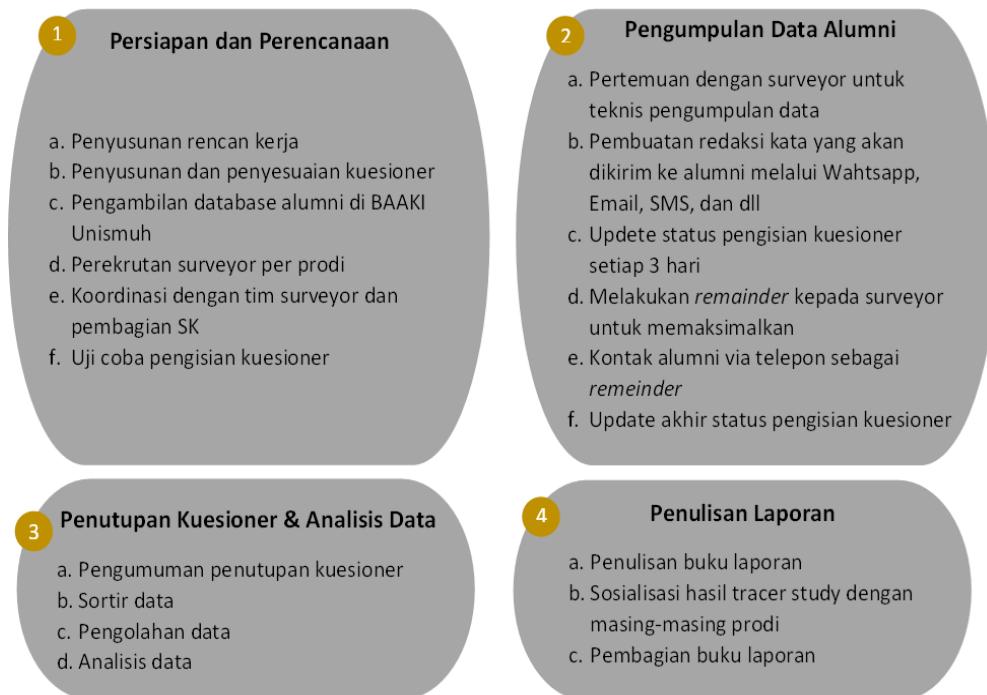 1
Persiapan dan Perencanaan
a. Penyusunan rencan kerja
b. Penyusunan dan penyesuaian kuesioner
c. Pengambilan database alumni di BAAKI
Unismuh
d. Perekrutan surveyor per prodi
e. Koordinasi dengan tim surveyor dan
pembagian SK
f. Uji coba pengisian kuesioner
2
Pengumpulan Data Alumni
a. Pertemuan dengan surveyor untuk
teknis pengumpulan data
b. Pembuatan redaksi kata yang akan
dikirim ke alumni melalui Wahtsapp,
Email, SMS, dan dll
c. Updete status pengisian kuesioner
setiap 3 hari
d. Melakukan remainder kepada surveyor
untuk memaksimalkan
e. Kontak alumni via telepon sebagai
remeinder
f. Update akhir status pengisian kuesioner
3
Penutupan Kuesioner & Analisis Data
a. Pengumuman penutupan kuesioner
b. Sortir data
c. Pengolahan data
d. Analisis data
4
Penulisan Laporan
a. Penulisan buku laporan
b. Sosialisasi hasil tracer study dengan
masing-masing prodi
c. Pembagian buku laporan